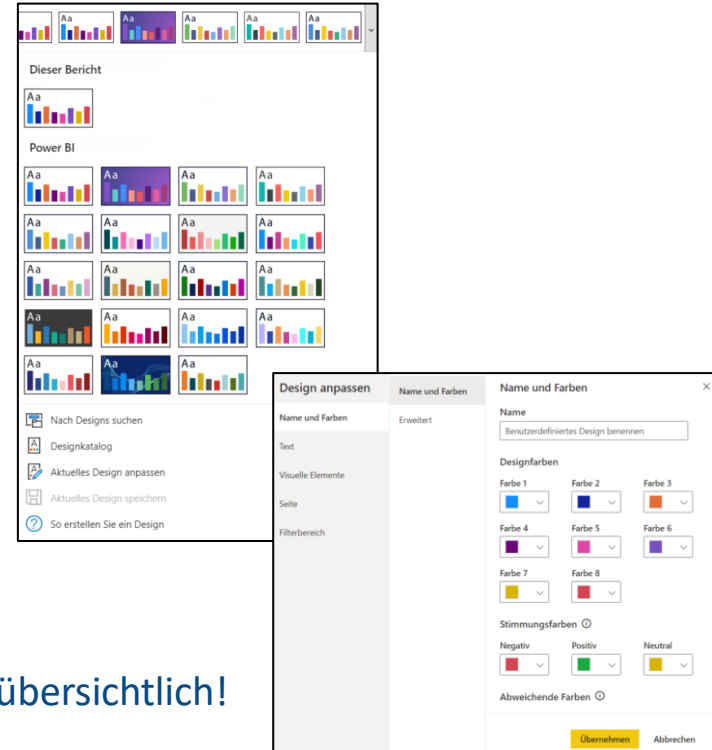 Aa Aa Aa Aa Aa
Dieser Bericht
Aa
Power BI
Aa Aa Aa Aa
Aa Aa Aa Aa
Aa Aa Aa Aa
Aa Aa Aa Aa
Aa Aa Aa
Nach Designs suchen
Designkatalog
Aktuelles Design anpassen
Aktuelles Design speichern
So erstellen Sie ein Design
Design anpassen
Name und Farben
Text
Visuelle Elemente
Seite
Filterbereich
Name und Farben
Erweitert
Name und Farben
Name
Benutzerdefiniertes Design benennen
Designfarben
Farbe 1 Farbe 2 Farbe 3
Farbe 4 Farbe 5 Farbe 6
Farbe 7 Farbe 8
Stimmungsfarben
Negativ Positiv Neutral
Abweichende Farben
Übernehmen Abbrechen
übersichtlich!